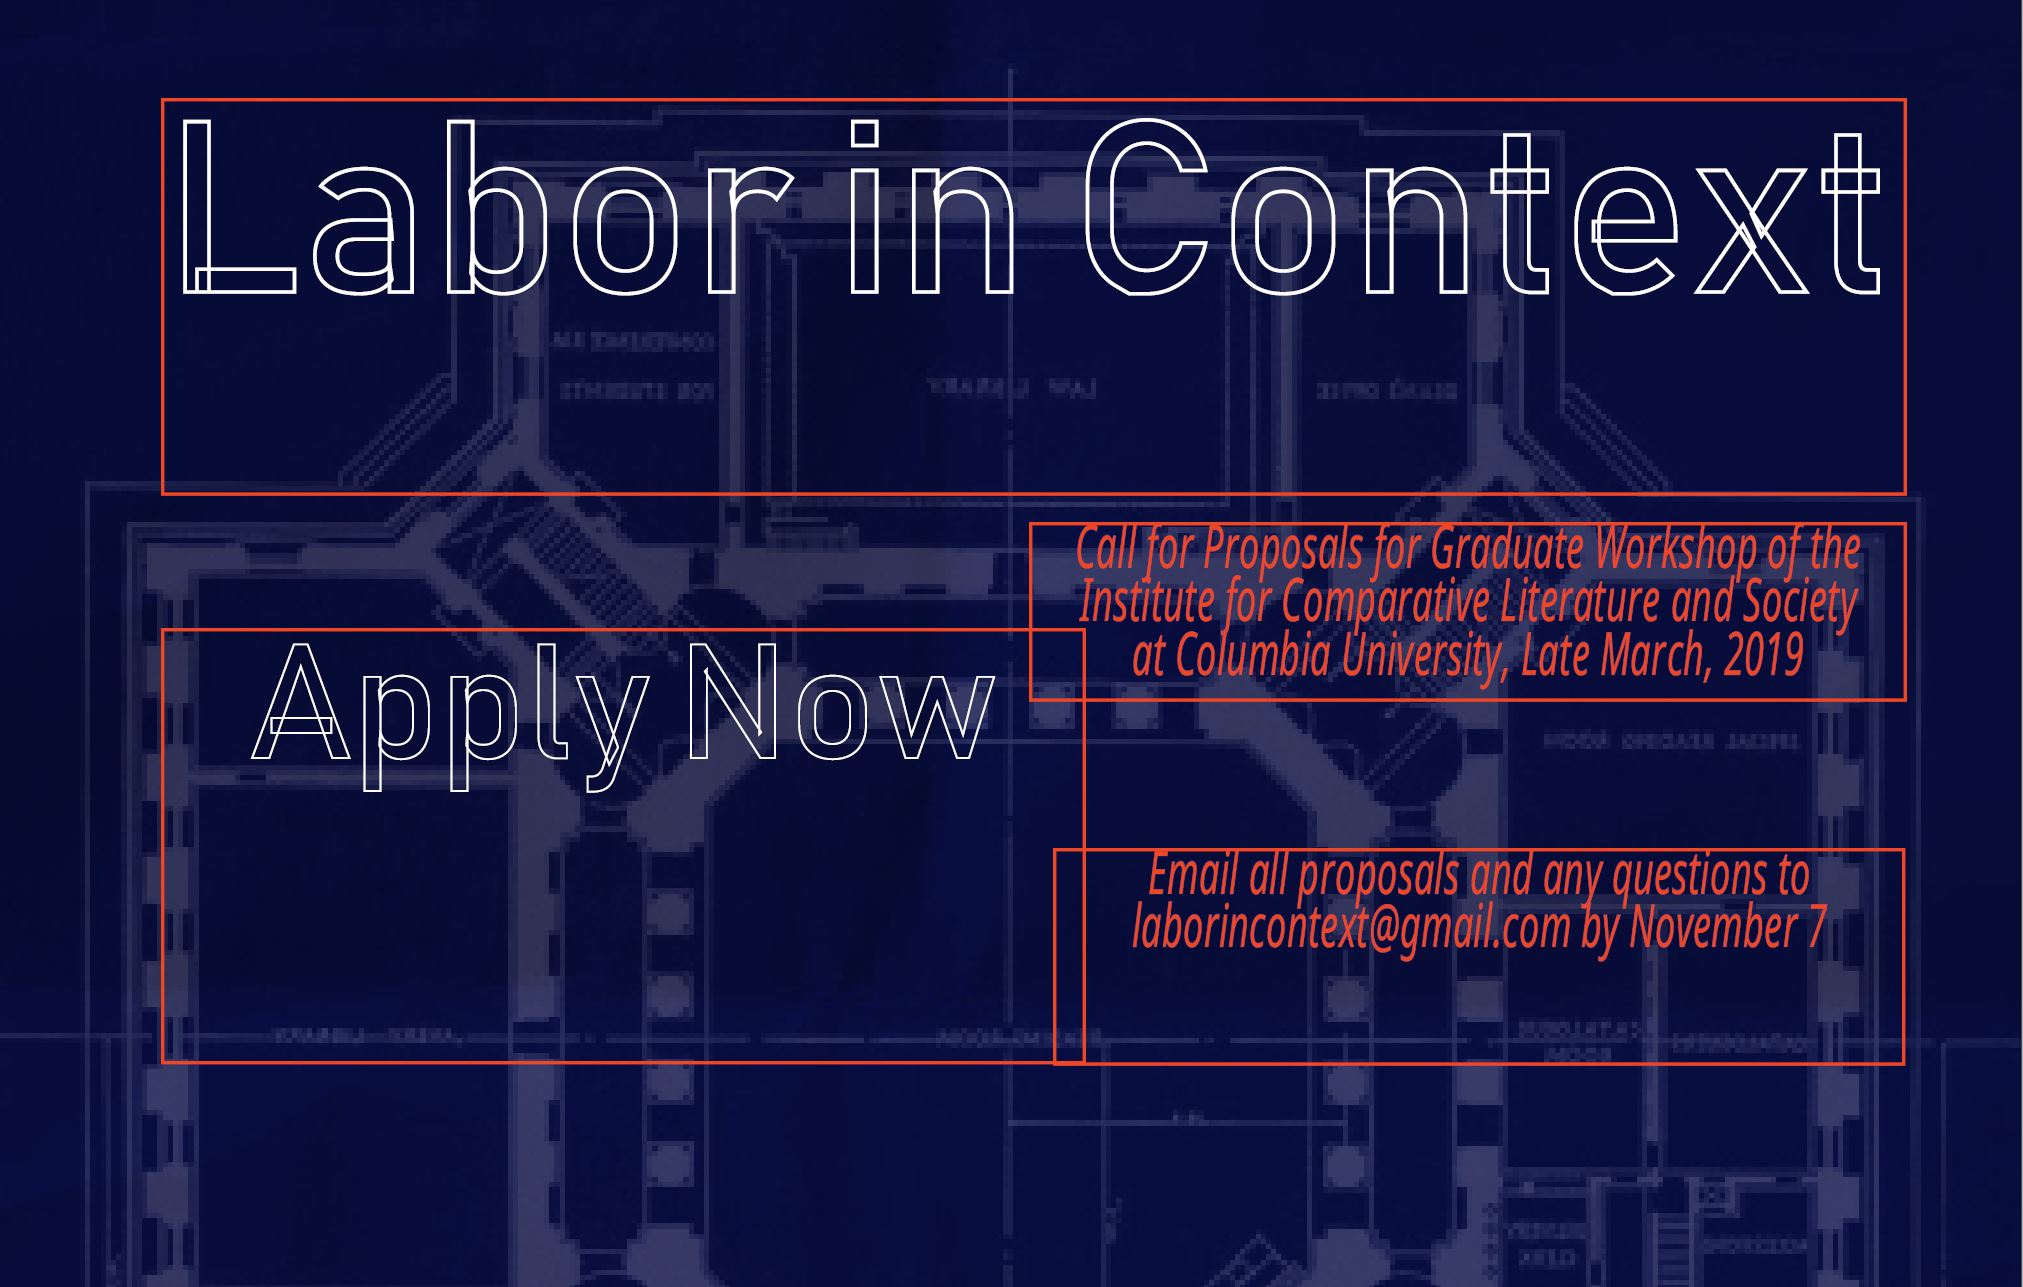 Labor in Context
Call for Proposals for Graduate Workshop of the
Institute for Comparative Literature and Society
at Columbia University, Late March, 2019
Apply Now
Email all proposals and any questions to
laborincontext@gmail.com by November 7